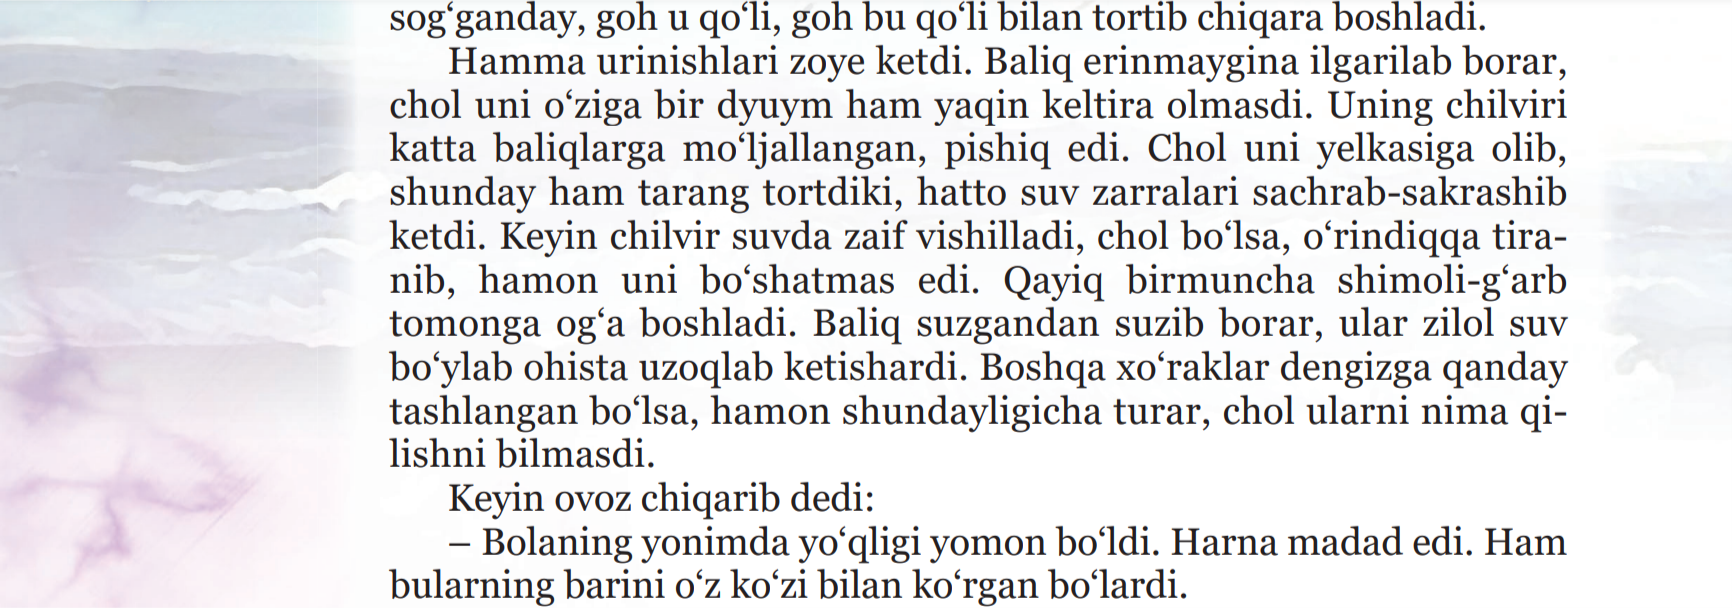 sog‘ganday, goh u qo‘li, goh bu qo‘li bilan tortib chiqara boshladi.
Hamma urinishlari zoye ketdi. Baliq erinmaygina ilgarilab borar,
chol uni o‘ziga bir dyuym ham yaqin keltira olmasdi. Uning chilviri
katta baliqlarga mo‘ljallangan, pishiq edi. Chol uni yelkasiga olib,
shunday ham tarang tortdiki, hatto suv zarralari sachrab-sakrashib
ketdi. Keyin chilvir suvda zaif vishilladi, chol bo‘lsa, o‘rindiqqa tira-
nib, hamon uni bo‘shatmas edi. Qayiq birmuncha shimoli-g‘arb
tomonga og‘a boshladi. Baliq suzgandan suzib borar, ular zilol suv
bo‘ylab ohista uzoqlab ketishardi. Boshqa xo‘raklar dengizga qanday
tashlangan bo‘lsa, hamon shundayligicha turar, chol ularni nima qi-
lishni bilmasdi.
Keyin ovoz chiqarib dedi:
– Bolaning yonimda yo‘qligi yomon bo‘ldi. Harna madad edi. Ham
bularning barini o‘z ko‘zi bilan ko‘rgan bo‘lardi.